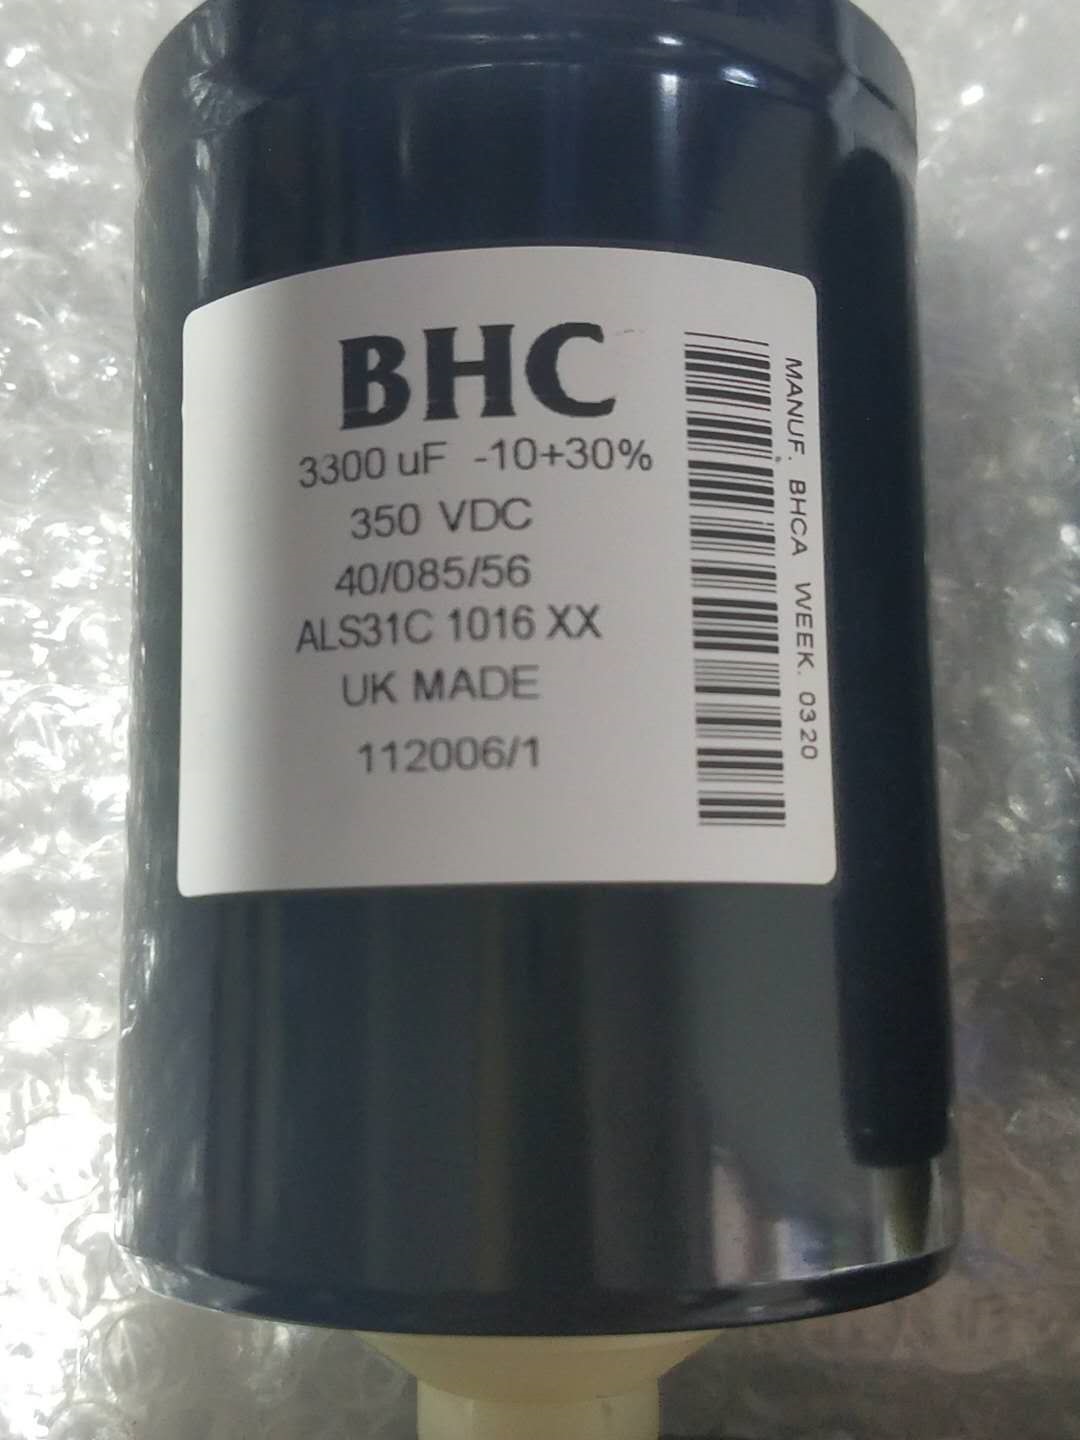 BHC
3300 uF -10+30%
350 VDC
40/085/56
ALS31C 1016 XX
UK MADE
112006/1
MANUF. BHCA WEEK. 0320